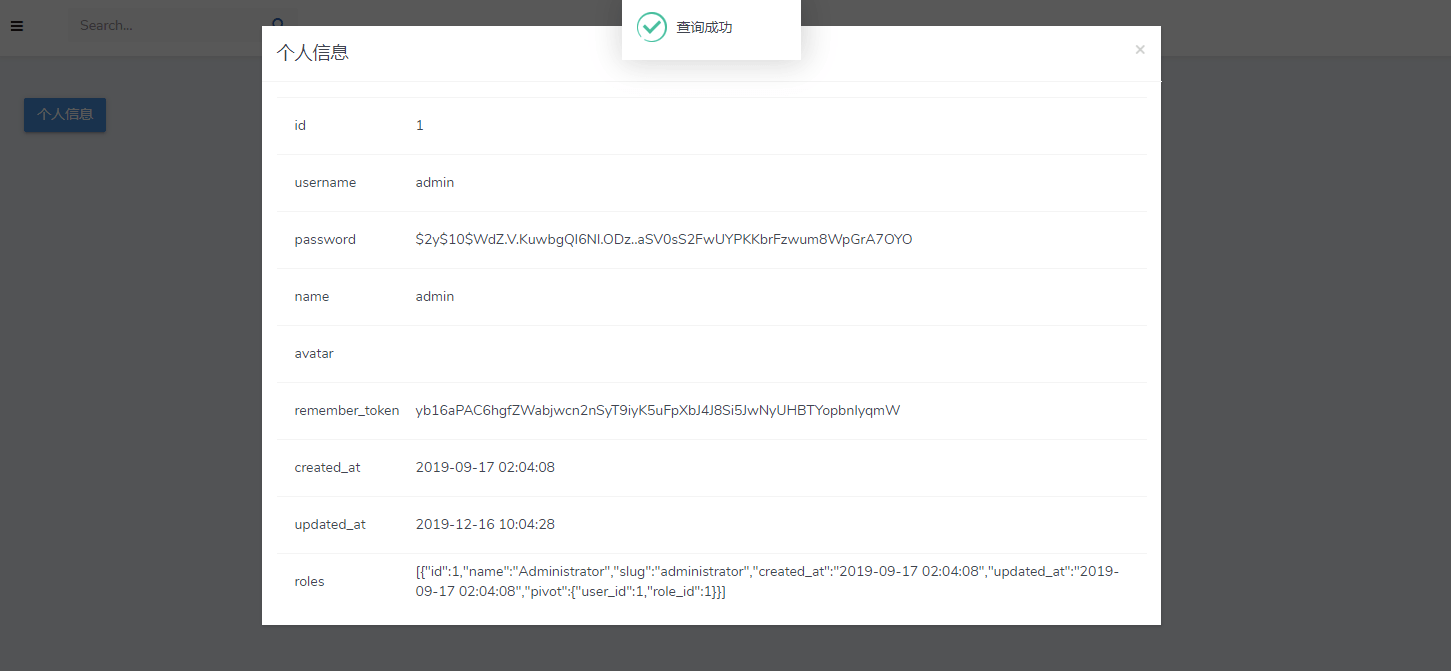 Search...
查询成功
个人信息
×
个人信息
id 1
username admin
password $2y$10$WdZ.V.KuwbgQI6NI.ODz..aSV0sS2FwUYPKKbrFzwum8WpGrA7OYO
name admin
avatar
remember_token yb16aPAC6hgfZWabjwcn2nSyT9iyK5uFpXbJ4J8Si5JwNyUHBTYopbnIyqmW
created_at 2019-09-17 02:04:08
updated_at 2019-12-16 10:04:28
roles [{"id":1,"name":"Administrator","slug":"administrator","created_at":"2019-09-17 02:04:08","updated_at":"2019-
09-17 02:04:08","pivot":{"user_id":1,"role_id":1}}]